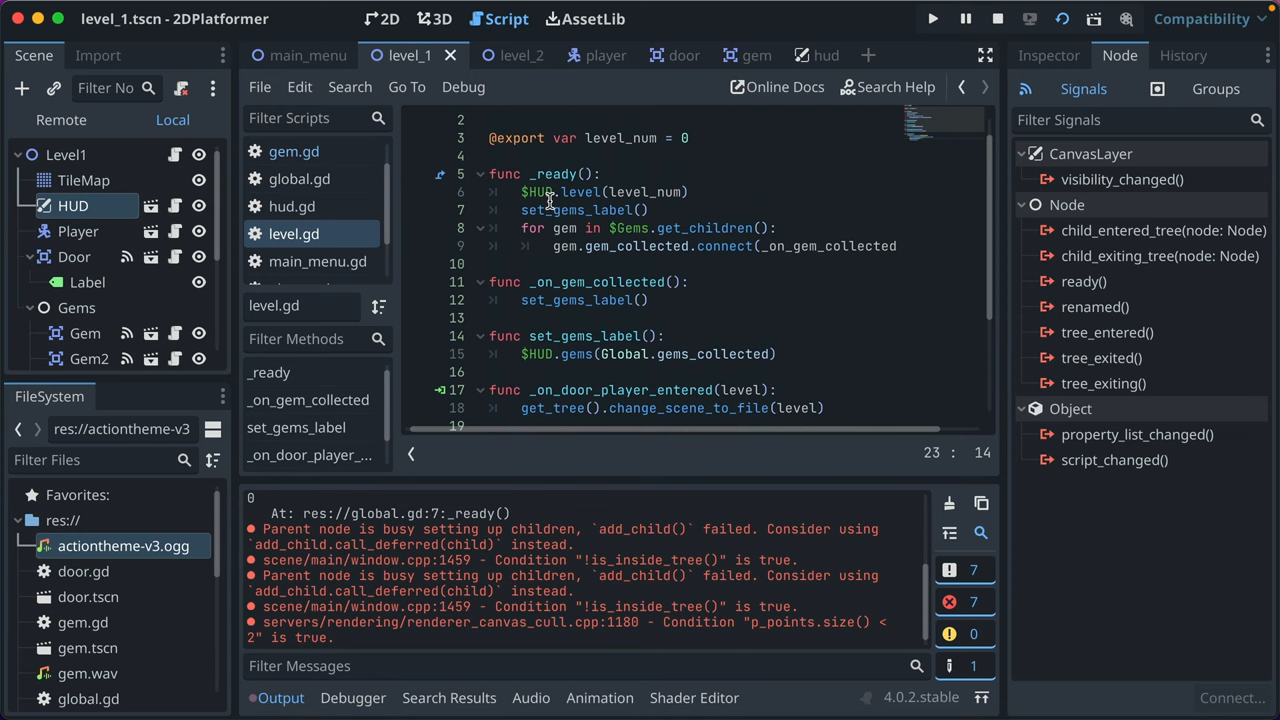 level_1.tscn - 2DPlatformer
2D
3D
Script
AssetLib
Compatibility
Scene
Import
main_menu
level_1
level_2
player
door
gem
hud
Inspector
Node
History
Filter No
File
Edit
Search
Go To
Debug
Online Docs
Search Help
Signals
Groups
Remote
Local
Filter Scripts
Filter Signals
Level1
TileMap
HUD
Player
Door
Label
Gems
Gem
Gem2
gem.gd
global.gd
hud.gd
level.gd
main_menu.gd
level.gd
Filter Methods
_ready
_on_gem_collected
set_gems_label
_on_door_player_...
2
3 @export var level_num = 0
4
5 func _ready():
6 $HUD.level(level_num)
7 set_gems_label()
8 for gem in $Gems.get_children():
9 gem.gem_collected.connect(_on_gem_collected
10
11 func _on_gem_collected():
12 set_gems_label()
13
14 func set_gems_label():
15 $HUD.gems(Global.gems_collected)
16
17 func _on_door_player_entered(level):
18 get_tree().change_scene_to_file(level)
19
23 : 14
CanvasLayer
visibility_changed()
Node
child_entered_tree(node: Node)
child_exiting_tree(node: Node)
ready()
renamed()
tree_entered()
tree_exited()
tree_exiting()
Object
property_list_changed()
script_changed()
FileSystem
res://actiontheme-v3
Filter Files
Favorites:
res://
actiontheme-v3.ogg
door.gd
door.tscn
gem.gd
gem.tscn
gem.wav
global.gd
0
At: res://global.gd:7:_ready()
Parent node is busy setting up children, `add_child()` failed. Consider using
`add_child.call_deferred(child)` instead.
scene/main/window.cpp:1459 - Condition "!is_inside_tree()" is true.
Parent node is busy setting up children, `add_child()` failed. Consider using
`add_child.call_deferred(child)` instead.
scene/main/window.cpp:1459 - Condition "!is_inside_tree()" is true.
servers/rendering/renderer_canvas_cull.cpp:1180 - Condition "p_points.size() <
2" is true.
7
7
0
1
Filter Messages
Output
Debugger
Search Results
Audio
Animation
Shader Editor
4.0.2.stable
Connect...